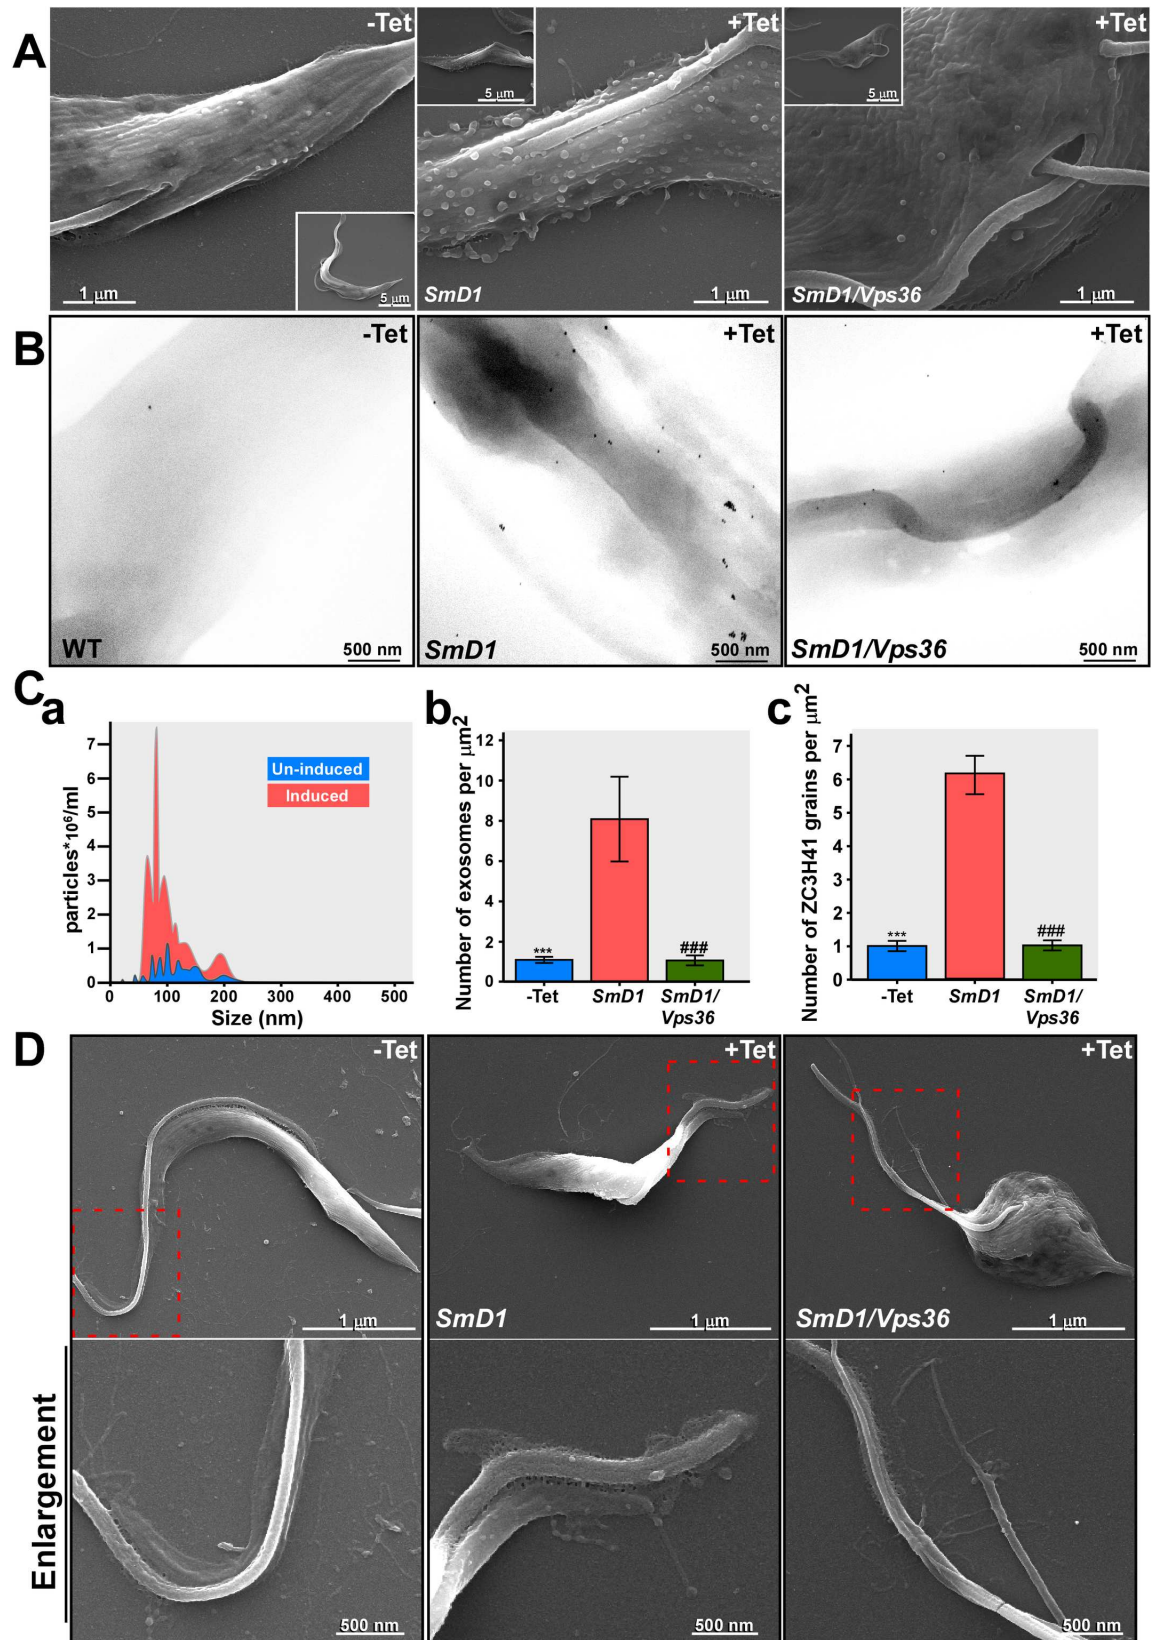 A
-Tet
1 μm
5 μm
+Tet
5 μm
SmD1
1 μm
+Tet
5 μm
SmD1/Vps36
1 μm
B
-Tet
WT
500 nm
+Tet
SmD1
500 nm
+Tet
SmD1/Vps36
500 nm
C
a
particles*10⁶/ml
7
6
5
4
3
2
1
0
0 100 200 300 400 500
Size (nm)
Un-induced
Induced
b
Number of exosomes per μm²
12
10
8
6
4
2
0
***
###
-Tet SmD1 SmD1/
Vps36
c
Number of ZC3H41 grains per μm²
7
6
5
4
3
2
1
0
***
###
-Tet SmD1 SmD1/
Vps36
D
-Tet
1 μm
+Tet
SmD1
1 μm
+Tet
SmD1/Vps36
1 μm
Enlargement
500 nm
500 nm
500 nm